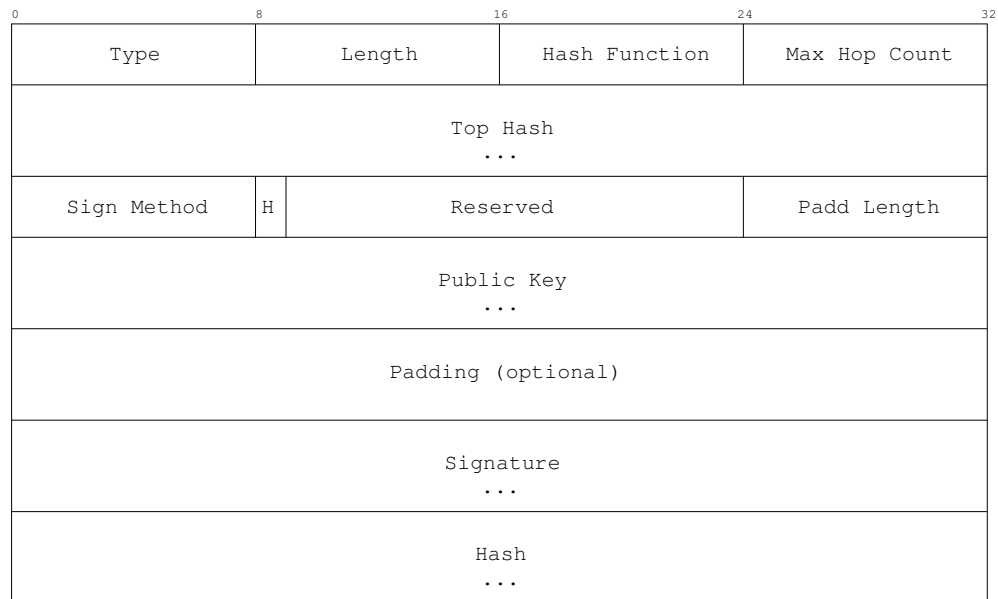 0 8 16 24 32
Type Length Hash Function Max Hop Count
Top Hash
...
Sign Method H Reserved Padd Length
Public Key
...
Padding (optional)
Signature
...
Hash
...